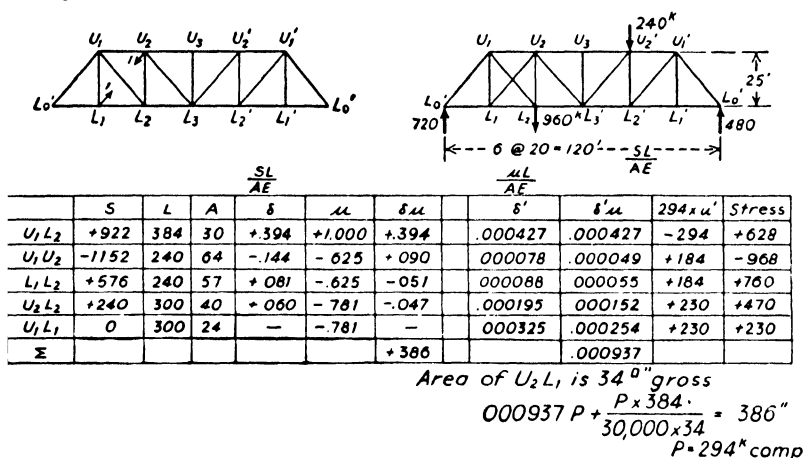 240ᴷ
U₁ U₂ U₃ U₂' U₁' U₁ U₂ U₃ U₂' U₁'
1 1 25'
L₀' L₁ L₂ L₃ L₂' L₁' L₀" L₀' L₁ L₂ 960ᴷ L₃' L₂' L₁' L₀'
720 480
6 @ 20 = 120'
SL/AE μL/AE SL/AE
S L A δ μ δμ δ' δ'μ 294xu' Stress
U₁L₂ +922 384 30 +.394 +1.000 +.394 .000427 .000427 -294 +628
U₁U₂ -1152 240 64 -.144 -625 +090 000078 .000049 +184 -968
L₁L₂ +576 240 57 +081 -.625 -051 000088 000055 +184 +760
U₂L₂ +240 300 40 +060 -781 -.047 .000195 000152 +230 +470
U₁L₁ 0 300 24 — -.781 — 000325 .000254 +230 +230
Σ +386 .000937
Area of U₂L₁ is 34 □" gross
000937 P + P x 384. / 30,000 x 34 = 386"
P = 294ᴷ comp